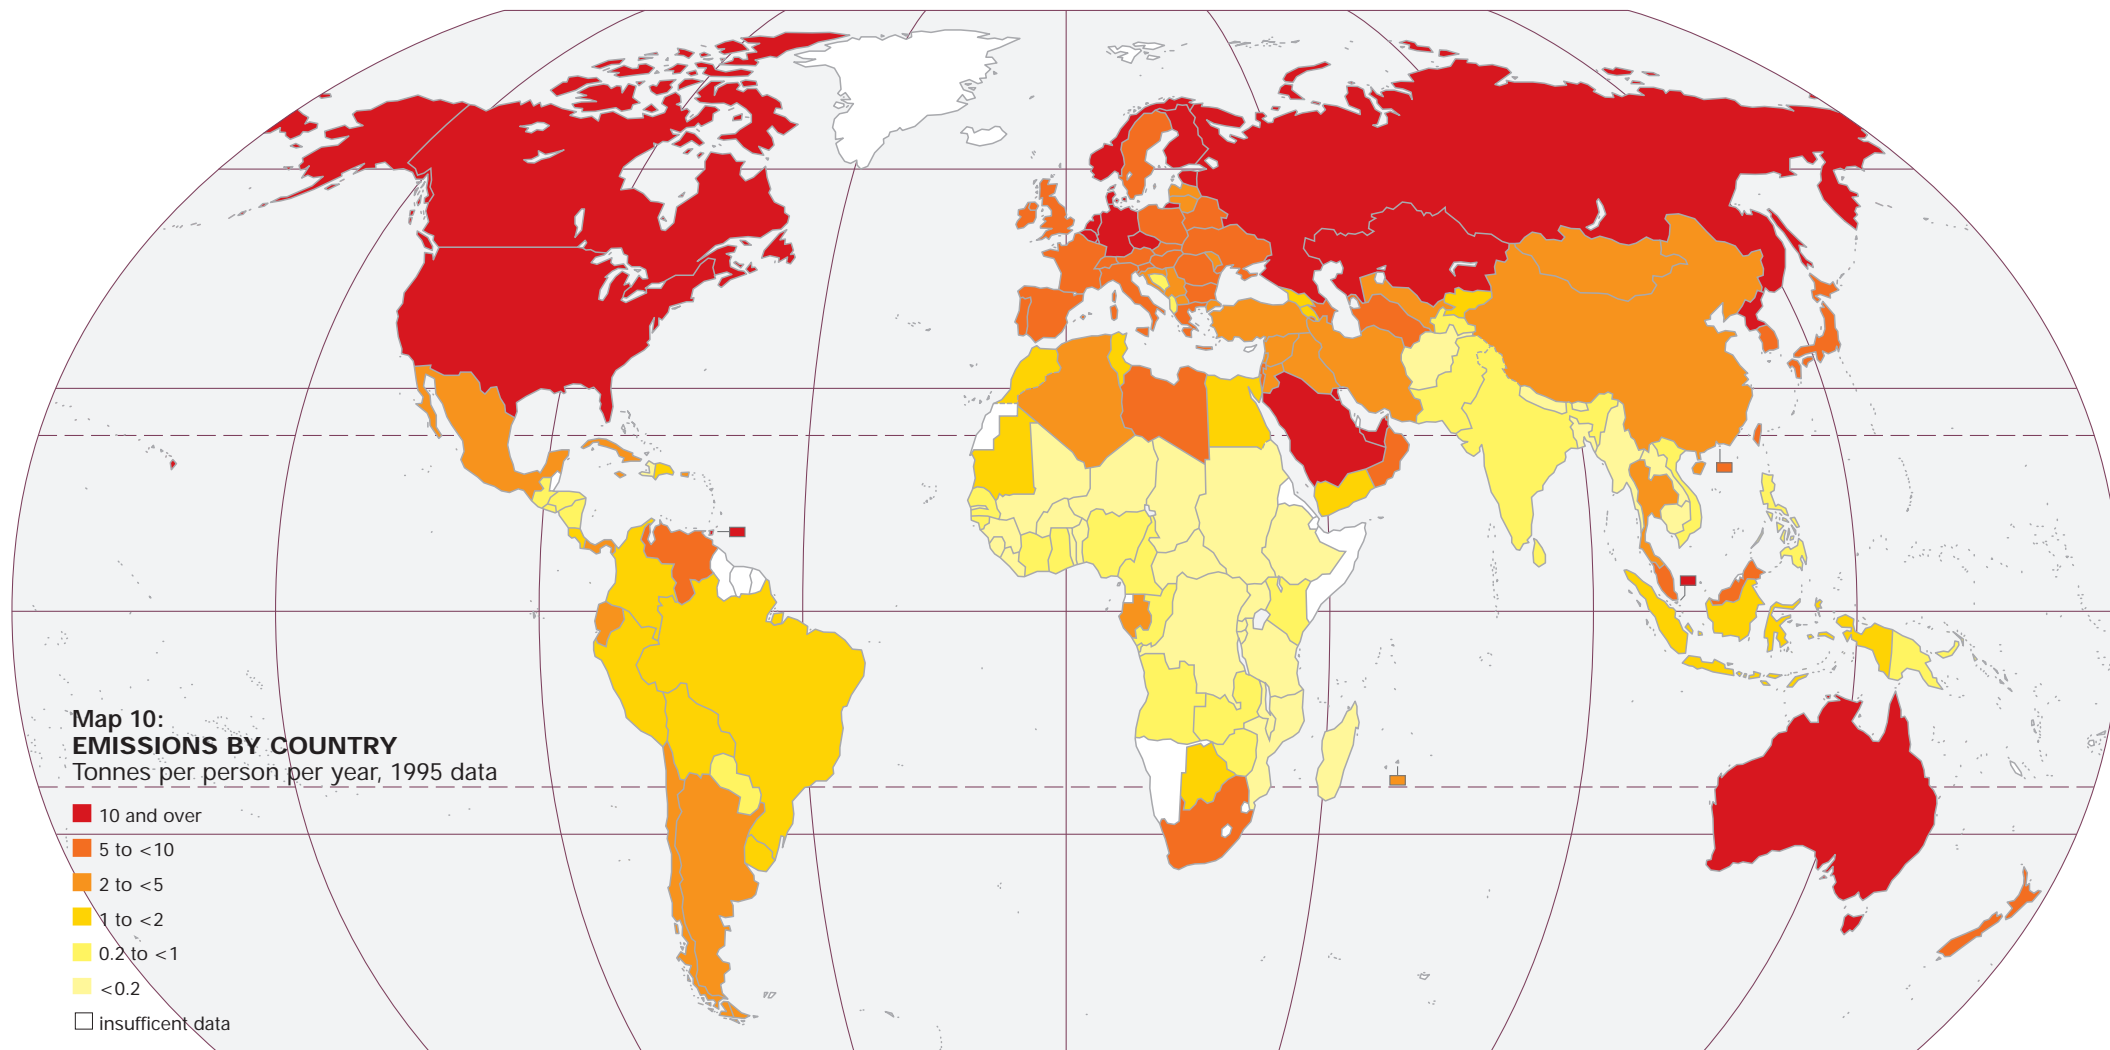 Map 10:
EMISSIONS BY COUNTRY
Tonnes per person per year, 1995 data
10 and over
5 to <10
2 to <5
1 to <2
0.2 to <1
<0.2
insufficent data